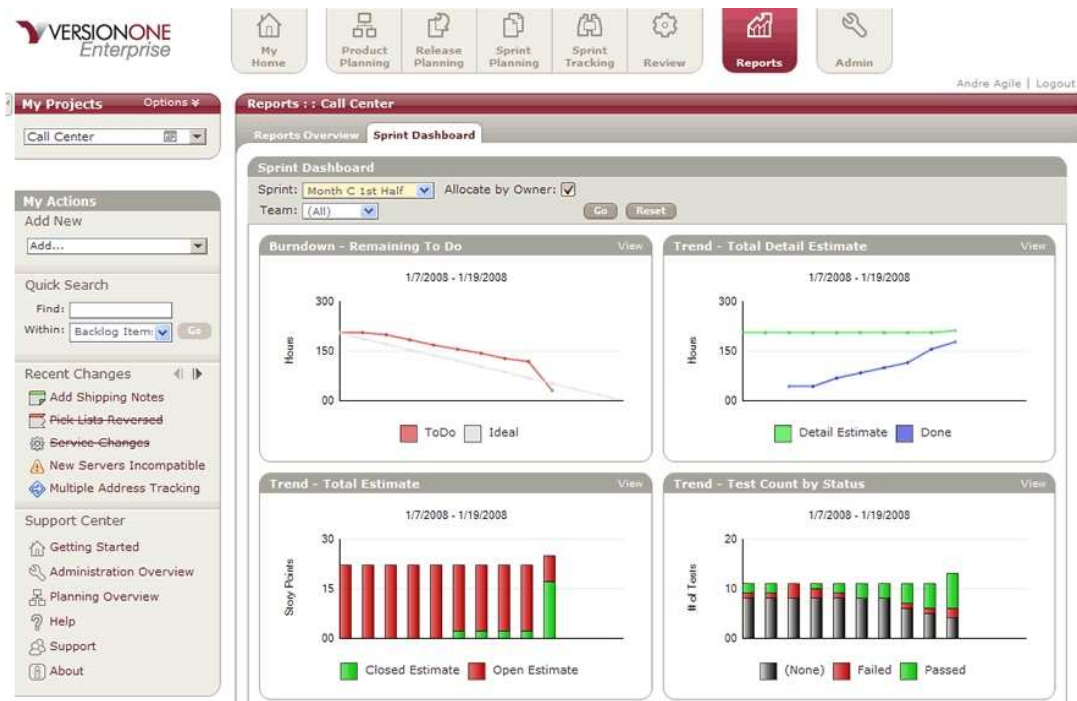 VERSIONONE
Enterprise
My Home
Product Planning
Release Planning
Sprint Planning
Sprint Tracking
Review
Reports
Admin
Andre Agile | Logout
My Projects Options
Call Center
My Actions
Add New
Add...
Quick Search
Find:
Within: Backlog Item: Go
Recent Changes
Add Shipping Notes
Pick Lists Reversed
Service Changes
New Servers Incompatible
Multiple Address Tracking
Support Center
Getting Started
Administration Overview
Planning Overview
Help
Support
About
Reports : : Call Center
Reports Overview Sprint Dashboard
Sprint Dashboard
Sprint: Month C 1st Half Allocate by Owner:
Team: (All) Go Reset
Burndown - Remaining To Do View
1/7/2008 - 1/19/2008
300
150
00
Hours
ToDo Ideal
Trend - Total Detail Estimate View
1/7/2008 - 1/19/2008
300
150
00
Hours
Detail Estimate Done
Trend - Total Estimate View
1/7/2008 - 1/19/2008
30
15
00
Story Points
Closed Estimate Open Estimate
Trend - Test Count by Status View
1/7/2008 - 1/19/2008
20
10
00
# of Tests
(None) Failed Passed